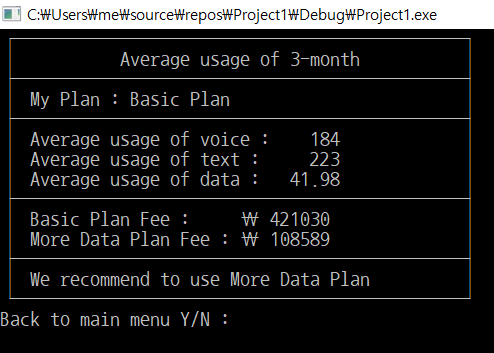 C:₩Users₩me₩source₩repos₩Project1₩Debug₩Project1.exe
Average usage of 3-month
My Plan : Basic Plan
Average usage of voice : 184
Average usage of text : 223
Average usage of data : 41.98
Basic Plan Fee : ₩ 421030
More Data Plan Fee : ₩ 108589
We recommend to use More Data Plan
Back to main menu Y/N :